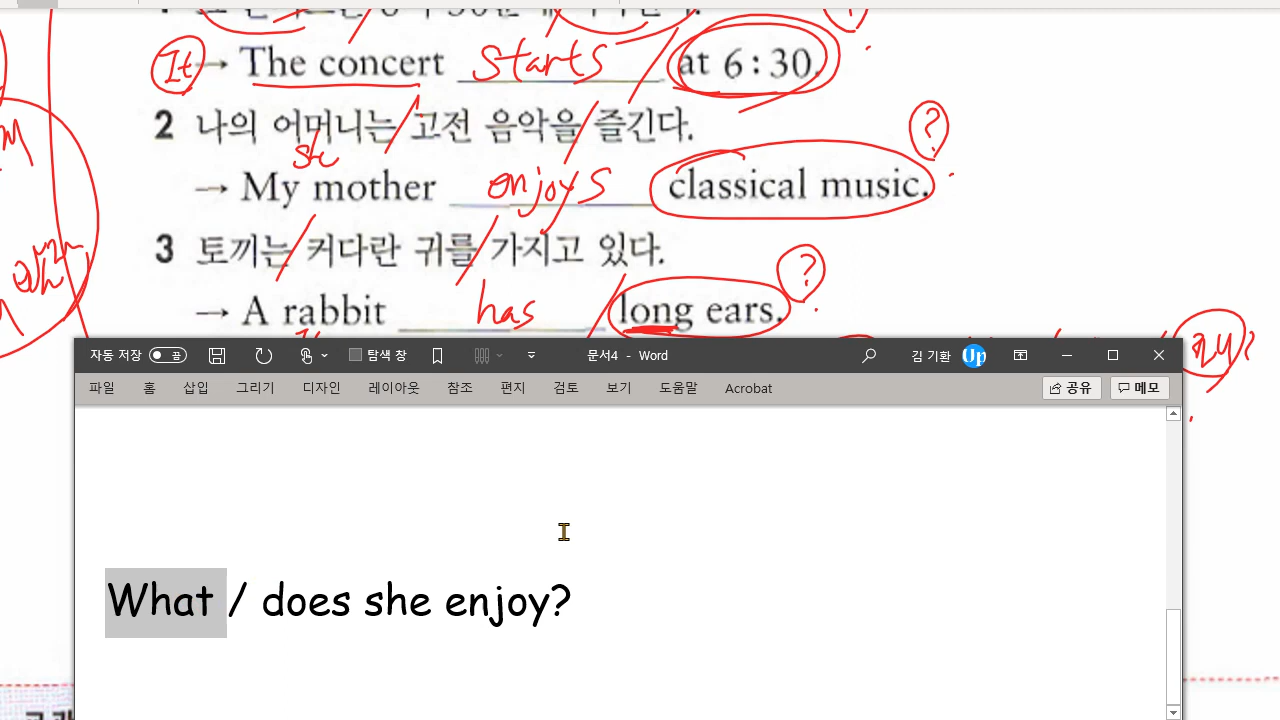 It → The concert starts at 6:30.
2 나의 어머니는 / 고전 음악을 / 즐긴다. ?
she
→ My mother enjoys classical music.
3 토끼는 / 커다란 귀를 / 가지고 있다. ?
→ A rabbit has / long ears.
자동 저장 끔 탐색 창 문서4 - Word 김 기환 Up
파일 홈 삽입 그리기 디자인 레이아웃 참조 편지 검토 보기 도움말 Acrobat 공유 메모
What / does she enjoy?